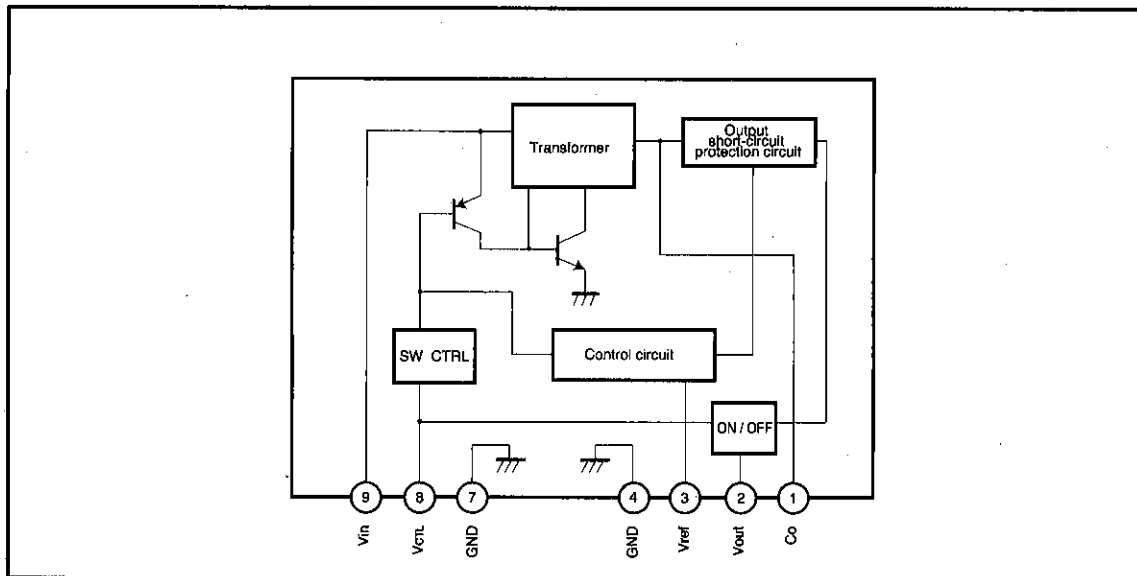 Transformer
Output
short-circuit
protection circuit
SW CTRL
Control circuit
ON / OFF
9
8
7
4
3
2
1
Vin
VCTL
GND
GND
Vref
Vout
Co